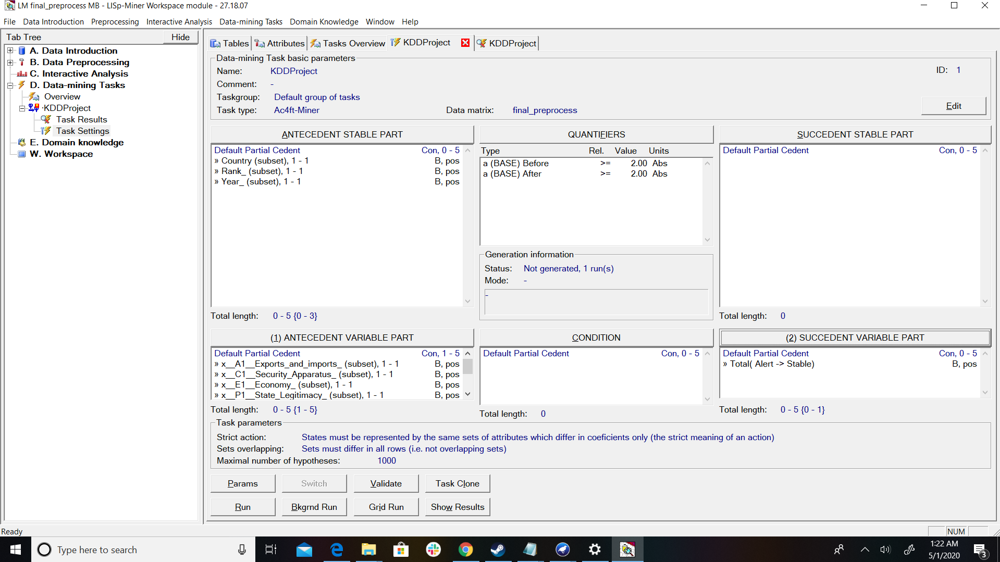 LM final_preprocess MB - LISp-Miner Workspace module - 27.18.07
File Data Introduction Preprocessing Interactive Analysis Data-mining Tasks Domain Knowledge Window Help
Tab Tree Hide
A. Data Introduction
B. Data Preprocessing
C. Interactive Analysis
D. Data-mining Tasks
Overview
·KDDProject
Task Results
Task Settings
E. Domain knowledge
W. Workspace
Tables Attributes Tasks Overview KDDProject KDDProject
Data-mining Task basic parameters
Name: KDDProject ID: 1
Comment: -
Taskgroup: Default group of tasks
Task type: Ac4ft-Miner Data matrix: final_preprocess
Edit
ANTECEDENT STABLE PART
Default Partial Cedent Con, 0 - 5
» Country (subset), 1 - 1 B, pos
» Rank_ (subset), 1 - 1 B, pos
» Year_ (subset), 1 - 1 B, pos
Total length: 0 - 5 {0 - 3}
QUANTIFIERS
Type Rel. Value Units
a (BASE) Before >= 2.00 Abs
a (BASE) After >= 2.00 Abs
Generation information
Status: Not generated, 1 run(s)
Mode: -
-
SUCCEDENT STABLE PART
Default Partial Cedent Con, 0 - 5
Total length: 0
(1) ANTECEDENT VARIABLE PART
Default Partial Cedent Con, 1 - 5
» x__A1__Exports_and_imports_ (subset), 1 - 1 B, pos
» x__C1__Security_Apparatus_ (subset), 1 - 1 B, pos
» x__E1__Economy_ (subset), 1 - 1 B, pos
» x__P1__State_Legitimacy_ (subset), 1 - 1 B, pos
Total length: 0 - 5 {1 - 5}
CONDITION
Default Partial Cedent Con, 0 - 5
Total length: 0
(2) SUCCEDENT VARIABLE PART
Default Partial Cedent Con, 0 - 5
» Total( Alert -> Stable) B, pos
Total length: 0 - 5 {0 - 1}
Task parameters
Strict action: States must be represented by the same sets of attributes which differ in coeficients only (the strict meaning of an action)
Sets overlapping: Sets must differ in all rows (i.e. not overlapping sets)
Maximal number of hypotheses: 1000
Params Switch Validate Task Clone
Run Bkgrnd Run Grid Run Show Results
Ready NUM
Type here to search
1:22 AM
5/1/2020
3